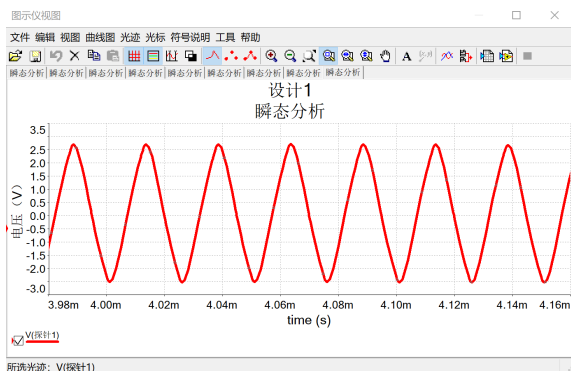 图示仪视图
文件 编辑 视图 曲线图 光迹 光标 符号说明 工具 帮助
A
瞬态分析 瞬态分析 瞬态分析 瞬态分析 瞬态分析 瞬态分析 瞬态分析 瞬态分析 瞬态分析
设计1
瞬态分析
电压（V）
3.5
2.5
2.0
1.5
1.0
0.5
0.0
-0.5
-1.0
-1.5
-2.0
-3.0
3.98m 4.00m 4.02m 4.04m 4.06m 4.08m 4.10m 4.12m 4.14m 4.16m
time (s)
V(探针1)
所选光迹: V(探针1)